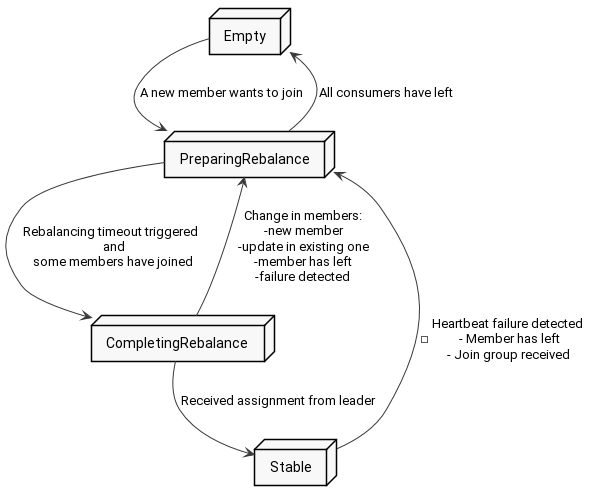 Empty
A new member wants to join
All consumers have left
PreparingRebalance
Rebalancing timeout triggered
and
some members have joined
Change in members:
-new member
-update in existing one
-member has left
-failure detected
CompletingRebalance
Heartbeat failure detected
- Member has left
- Join group received
Received assignment from leader
Stable